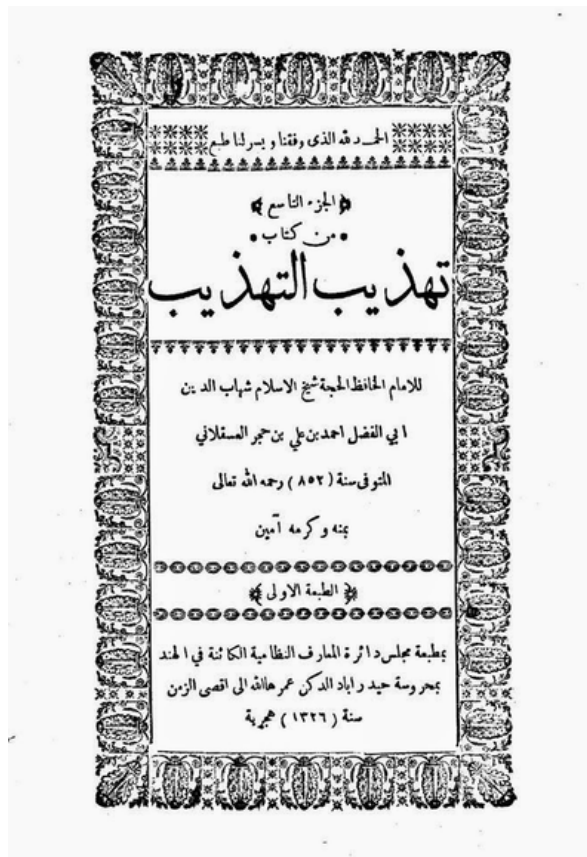 الحمد لله الذى وفقنا ويسر لنا طبع
﴿ الجزء التاسع ﴾
• من كتاب •
تهذيب التهذيب
للامام الحافظ الحجة شيخ الاسلام شهاب الدين
ابي الفضل احمد بن علي بن حجر العسقلاني
المتوفى سنة ( ٨٥٢ ) رحمه الله تعالى
بمنه وكرمه آمين
﴿ الطبعة الاولى ﴾
بمطبعة مجلس دائرة المعارف النظامية الكائنة في الهند
بمحروسة حيدر اباد الدكن عمرها الله الى اقصى الزمن
سنة ( ١٣٢٦ ) هجرية